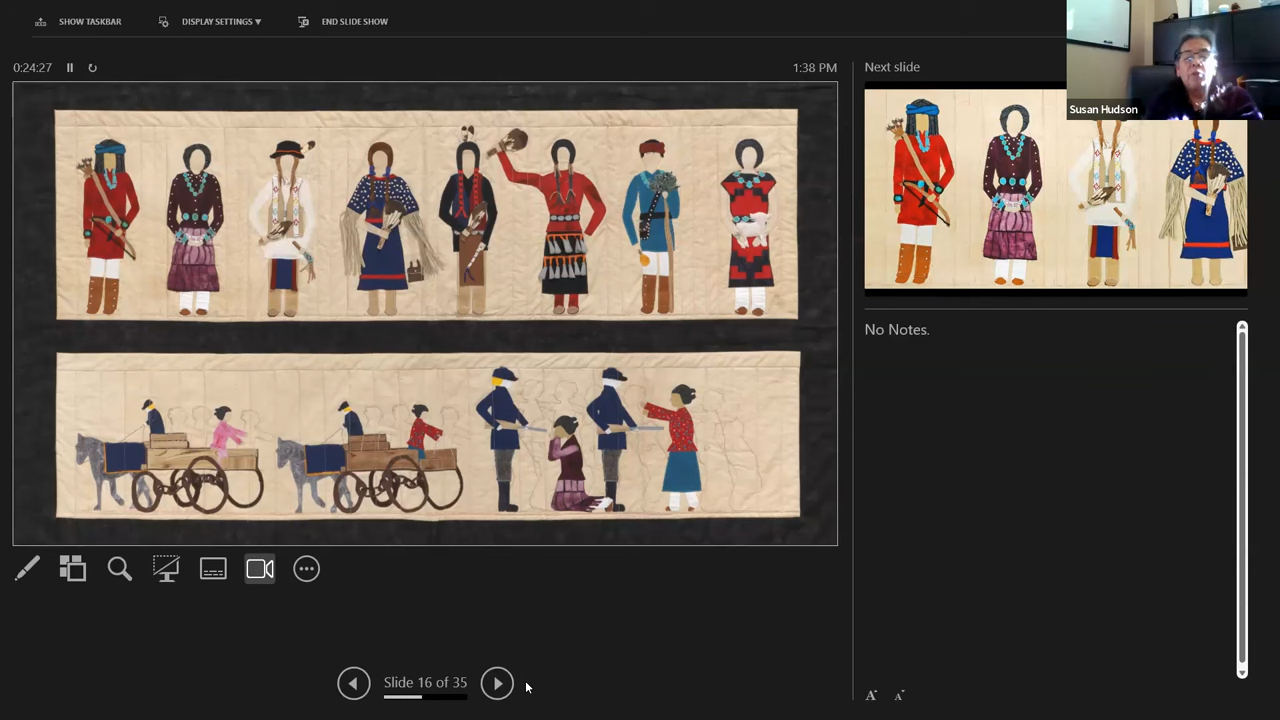 SHOW TASKBAR
DISPLAY SETTINGS ▼
END SLIDE SHOW
0:24:27
1:38 PM
Next slide
Susan Hudson
No Notes.
Slide 16 of 35
A A